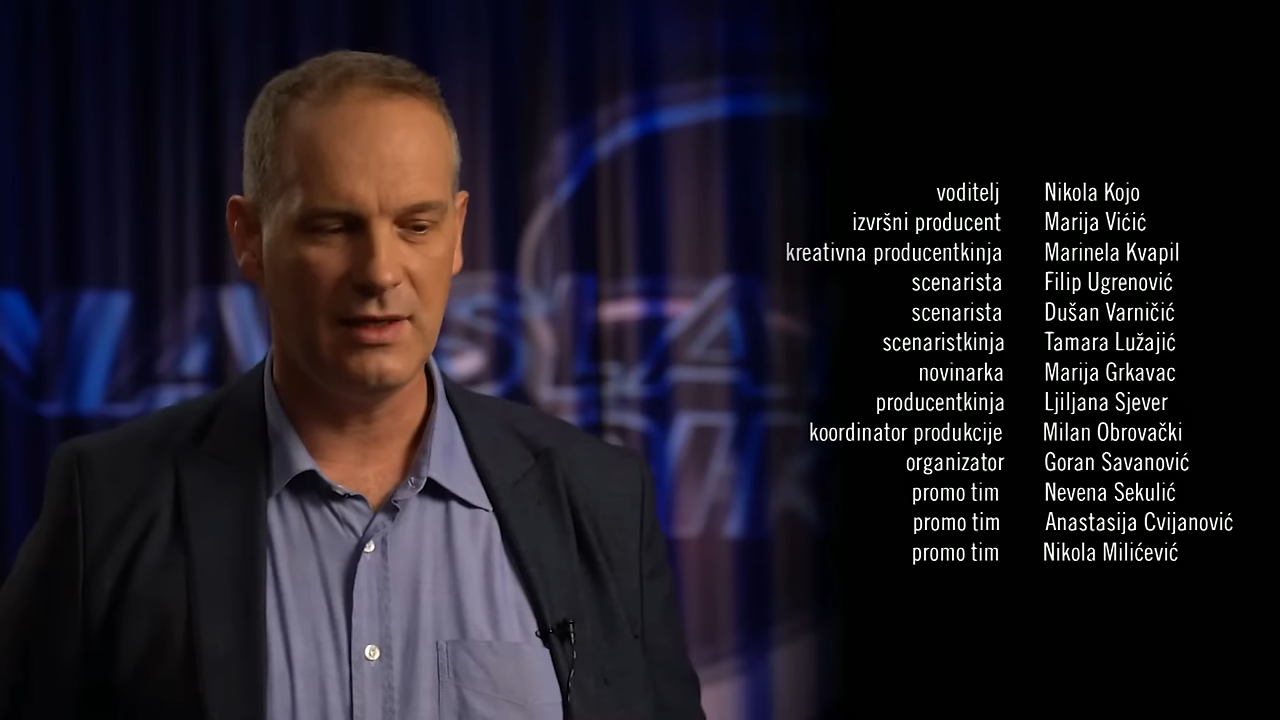 voditelj Nikola Kojo
izvršni producent Marija Vićić
kreativna producentkinja Marinela Kvapil
scenarista Filip Ugrenović
scenarista Dušan Varničić
scenaristkinja Tamara Lužajić
novinarka Marija Grkavac
producentkinja Ljiljana Sjever
koordinator produkcije Milan Obrovački
organizator Goran Savanović
promo tim Nevena Sekulić
promo tim Anastasija Cvijanović
promo tim Nikola Milićević